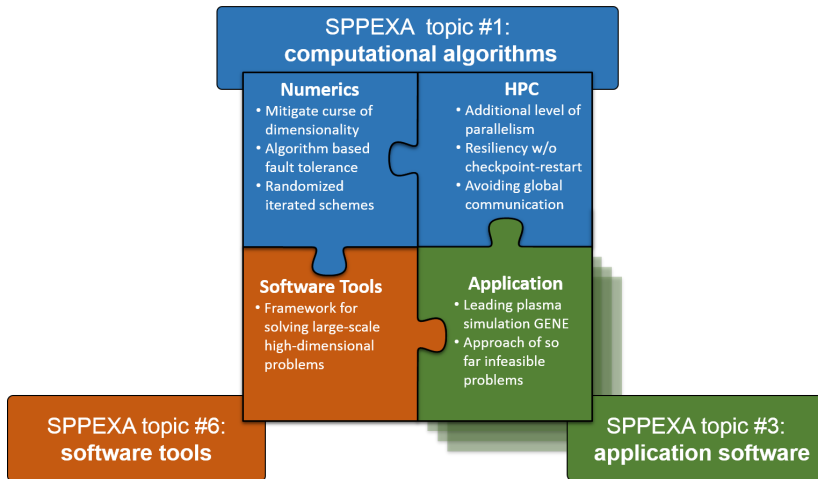 SPPEXA topic #1:
computational algorithms
Numerics
• Mitigate curse of
dimensionality
• Algorithm based
fault tolerance
• Randomized
iterated schemes
HPC
• Additional level of
parallelism
• Resiliency w/o
checkpoint-restart
• Avoiding global
communication
Software Tools
• Framework for
solving large-scale
high-dimensional
problems
Application
• Leading plasma
simulation GENE
• Approach of so
far infeasible
problems
SPPEXA topic #6:
software tools
SPPEXA topic #3:
application software